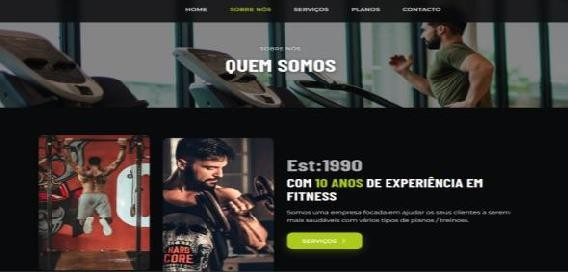 HOME SOBRE NÓS SERVIÇOS PLANOS CONTACTO
SOBRE NÓS
QUEM SOMOS
Est:1990
COM 10 ANOS DE EXPERIÊNCIA EM
FITNESS
Somos uma empresa focada em ajudar os seus clientes a serem
mais saudáveis com vários tipos de planos / treinos.
SERVIÇOS >
HARD
CORE